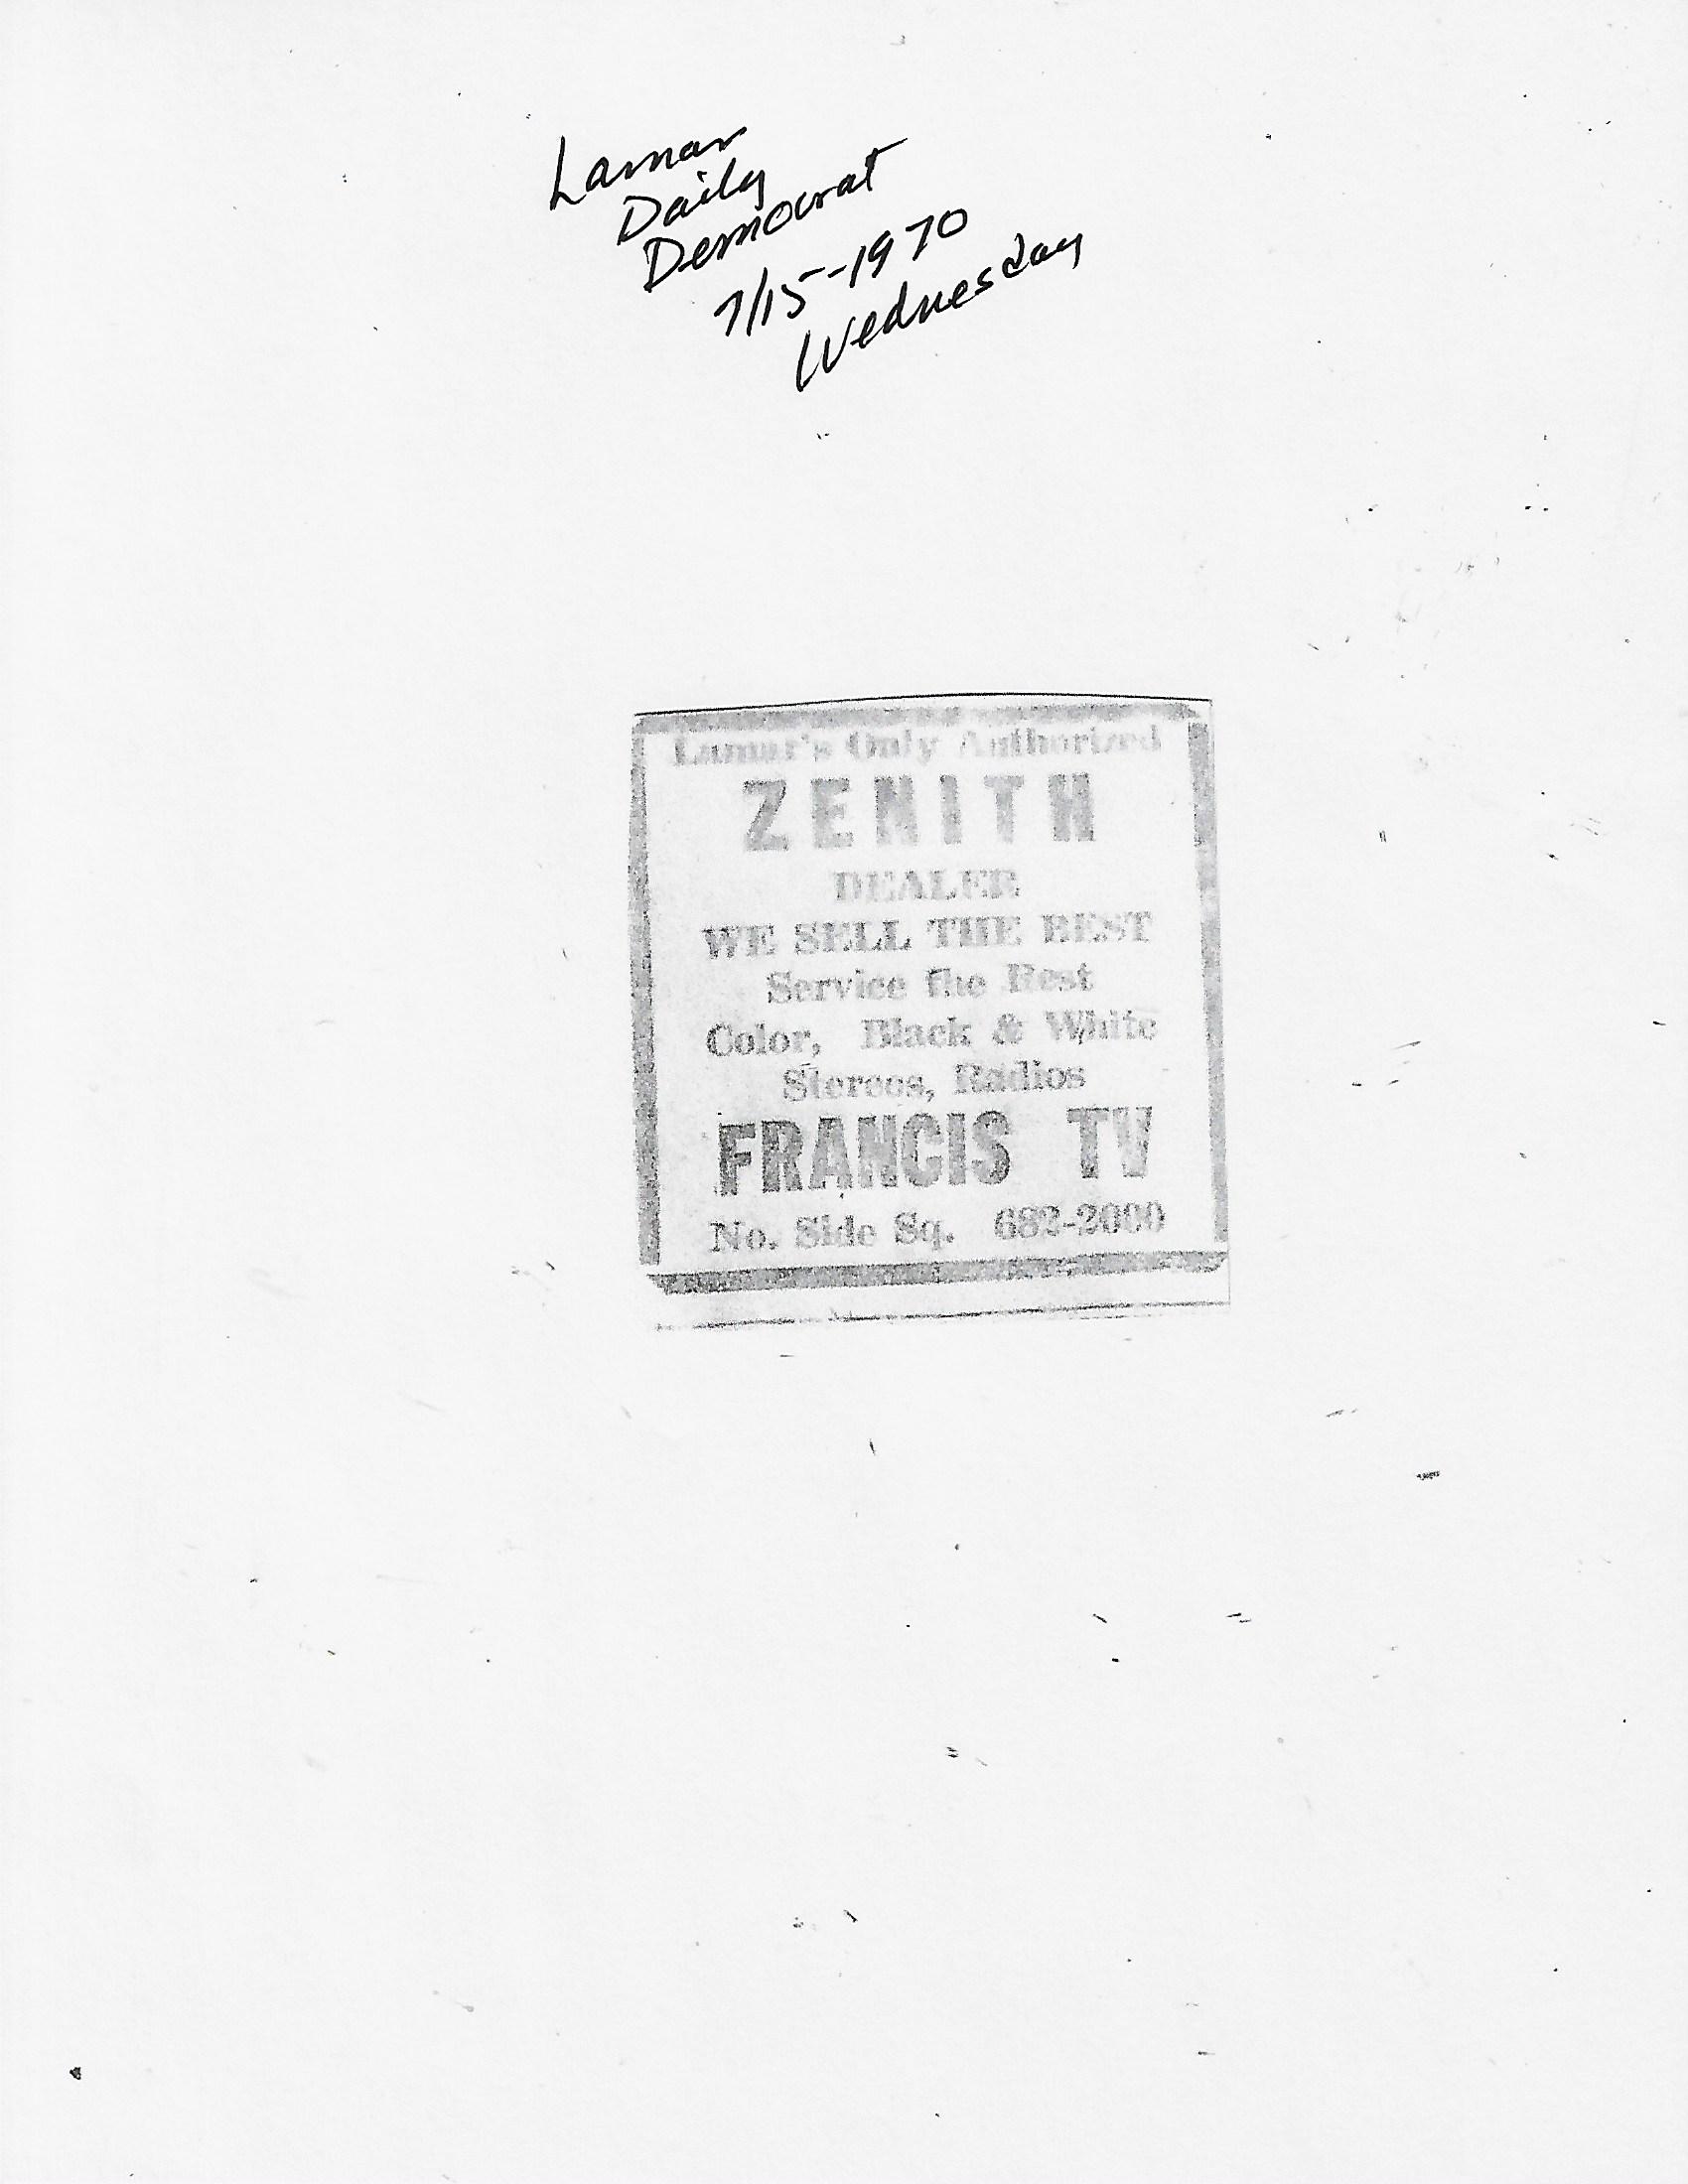 Lamar
Daily
Democrat
7/15-1970
Wednesday
Lamar's Only Authorized
ZENITH
DEALER
WE SELL THE BEST
Service the Rest
Color, Black & White
Stereos, Radios
FRANCIS TV
No. Side Sq. 682-2000